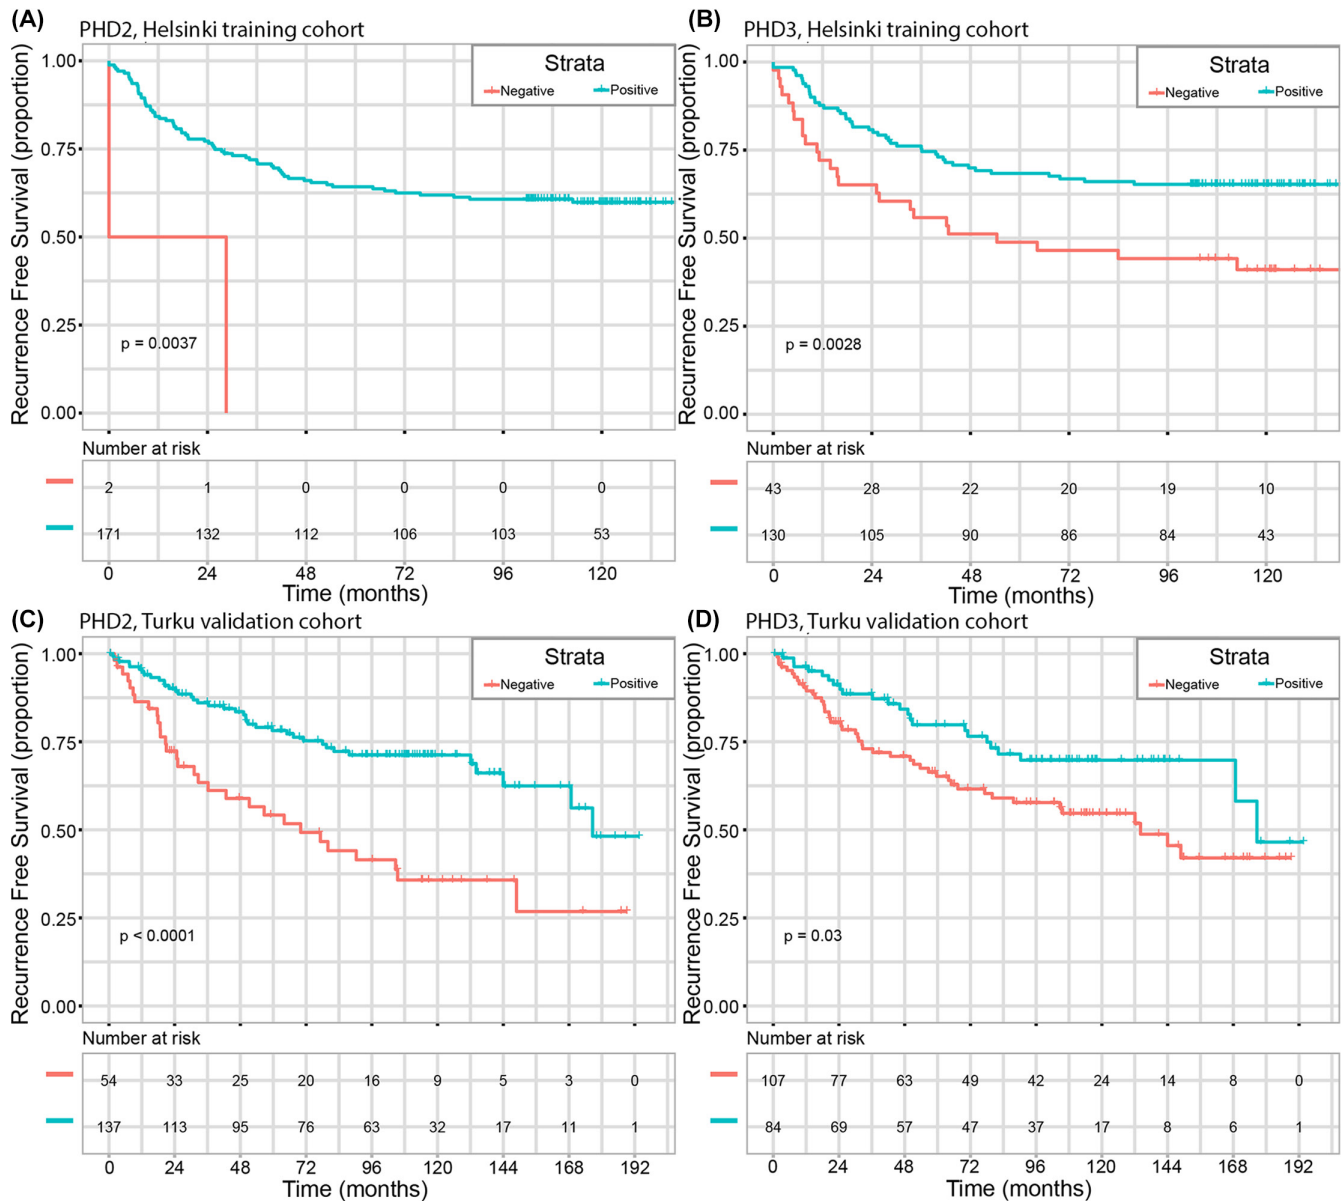 (A)
PHD2, Helsinki training cohort
Recurrence Free Survival (proportion)
1.00
0.75
0.50
0.25
0.00
Strata
Negative Positive
p = 0.0037
Number at risk
2 1 0 0 0 0
171 132 112 106 103 53
0 24 48 72 96 120
Time (months)
(B)
PHD3, Helsinki training cohort
Recurrence Free Survival (proportion)
1.00
0.75
0.50
0.25
0.00
Strata
Negative Positive
p = 0.0028
Number at risk
43 28 22 20 19 10
130 105 90 86 84 43
0 24 48 72 96 120
Time (months)
(C)
PHD2, Turku validation cohort
Recurrence Free Survival (proportion)
1.00
0.75
0.50
0.25
0.00
Strata
Negative Positive
p < 0.0001
Number at risk
54 33 25 20 16 9 5 3 0
137 113 95 76 63 32 17 11 1
0 24 48 72 96 120 144 168 192
Time (months)
(D)
PHD3, Turku validation cohort
Recurrence Free Survival (proportion)
1.00
0.75
0.50
0.25
0.00
Strata
Negative Positive
p = 0.03
Number at risk
107 77 63 49 42 24 14 8 0
84 69 57 47 37 17 8 6 1
0 24 48 72 96 120 144 168 192
Time (months)